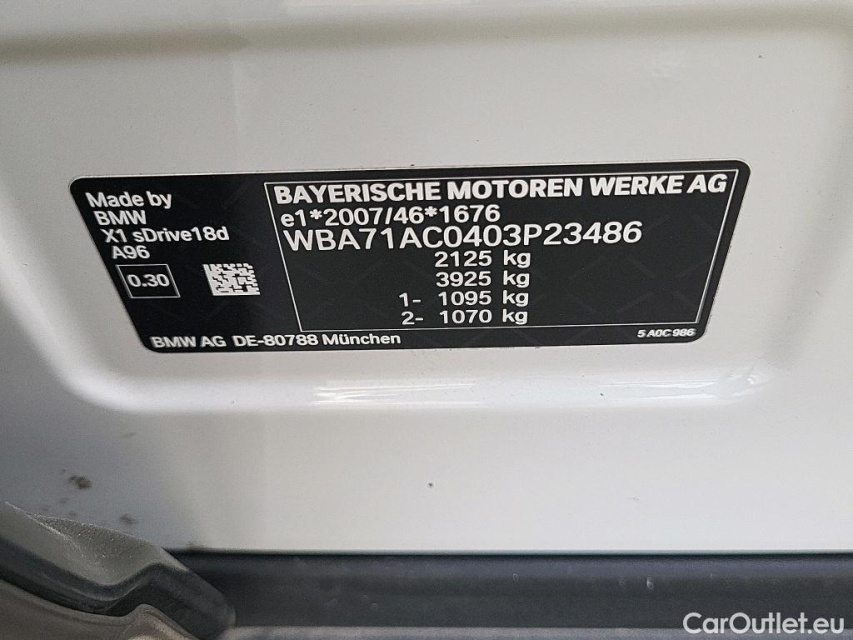 Made by
BMW
X1 sDrive18d
A96
0.30
BAYERISCHE MOTOREN WERKE AG
e1*2007/46*1676
WBA71AC0403P23486
2125 kg
3925 kg
1- 1095 kg
2- 1070 kg
BMW AG DE-80788 München
5 A0C 986
CarOutlet.eu